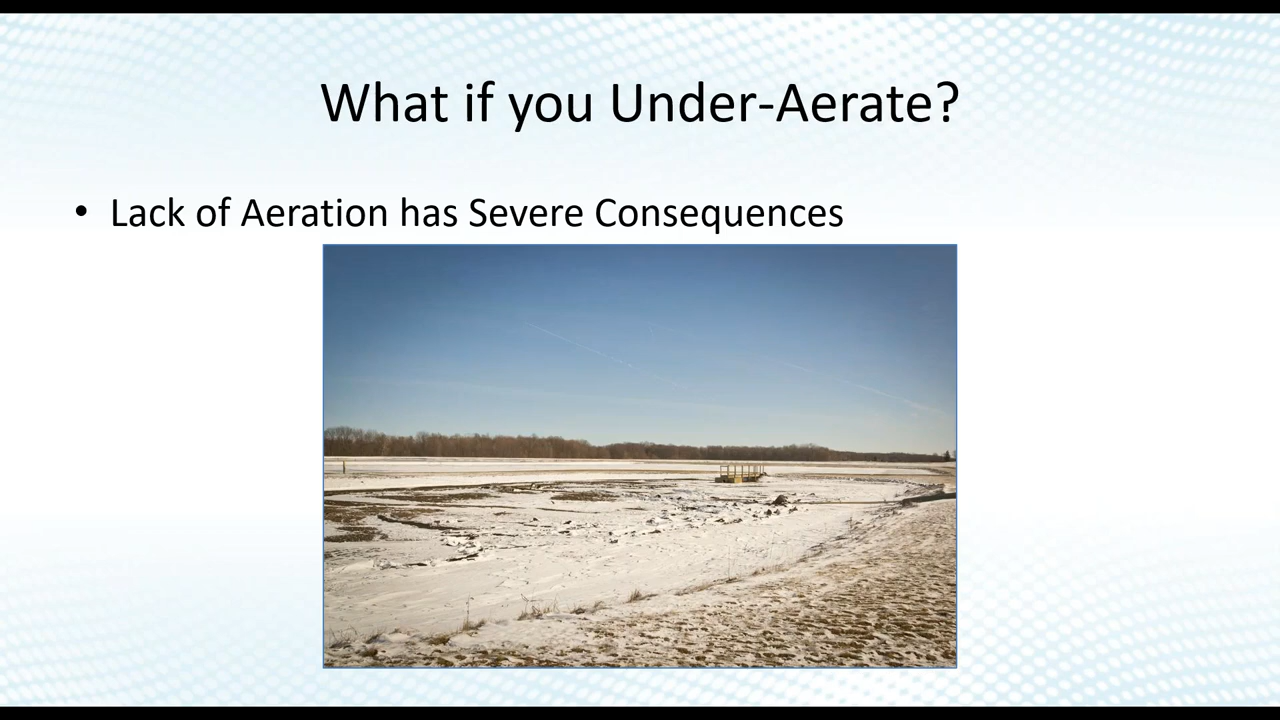 What if you Under-Aerate?
• Lack of Aeration has Severe Consequences